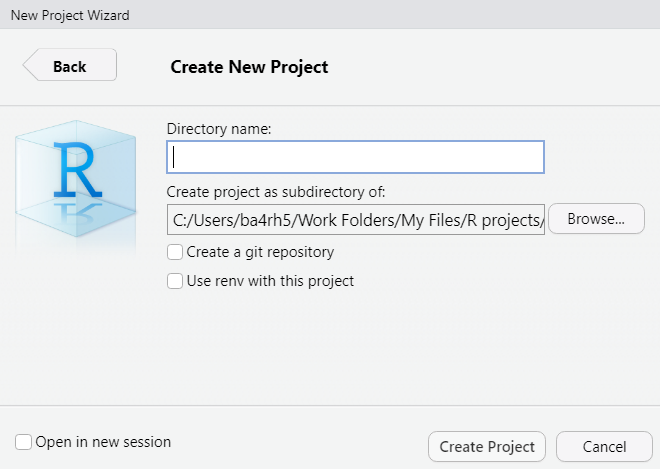 New Project Wizard
Back
Create New Project
R
Directory name:
Create project as subdirectory of:
C:/Users/ba4rh5/Work Folders/My Files/R projects/
Browse...
Create a git repository
Use renv with this project
Open in new session
Create Project
Cancel